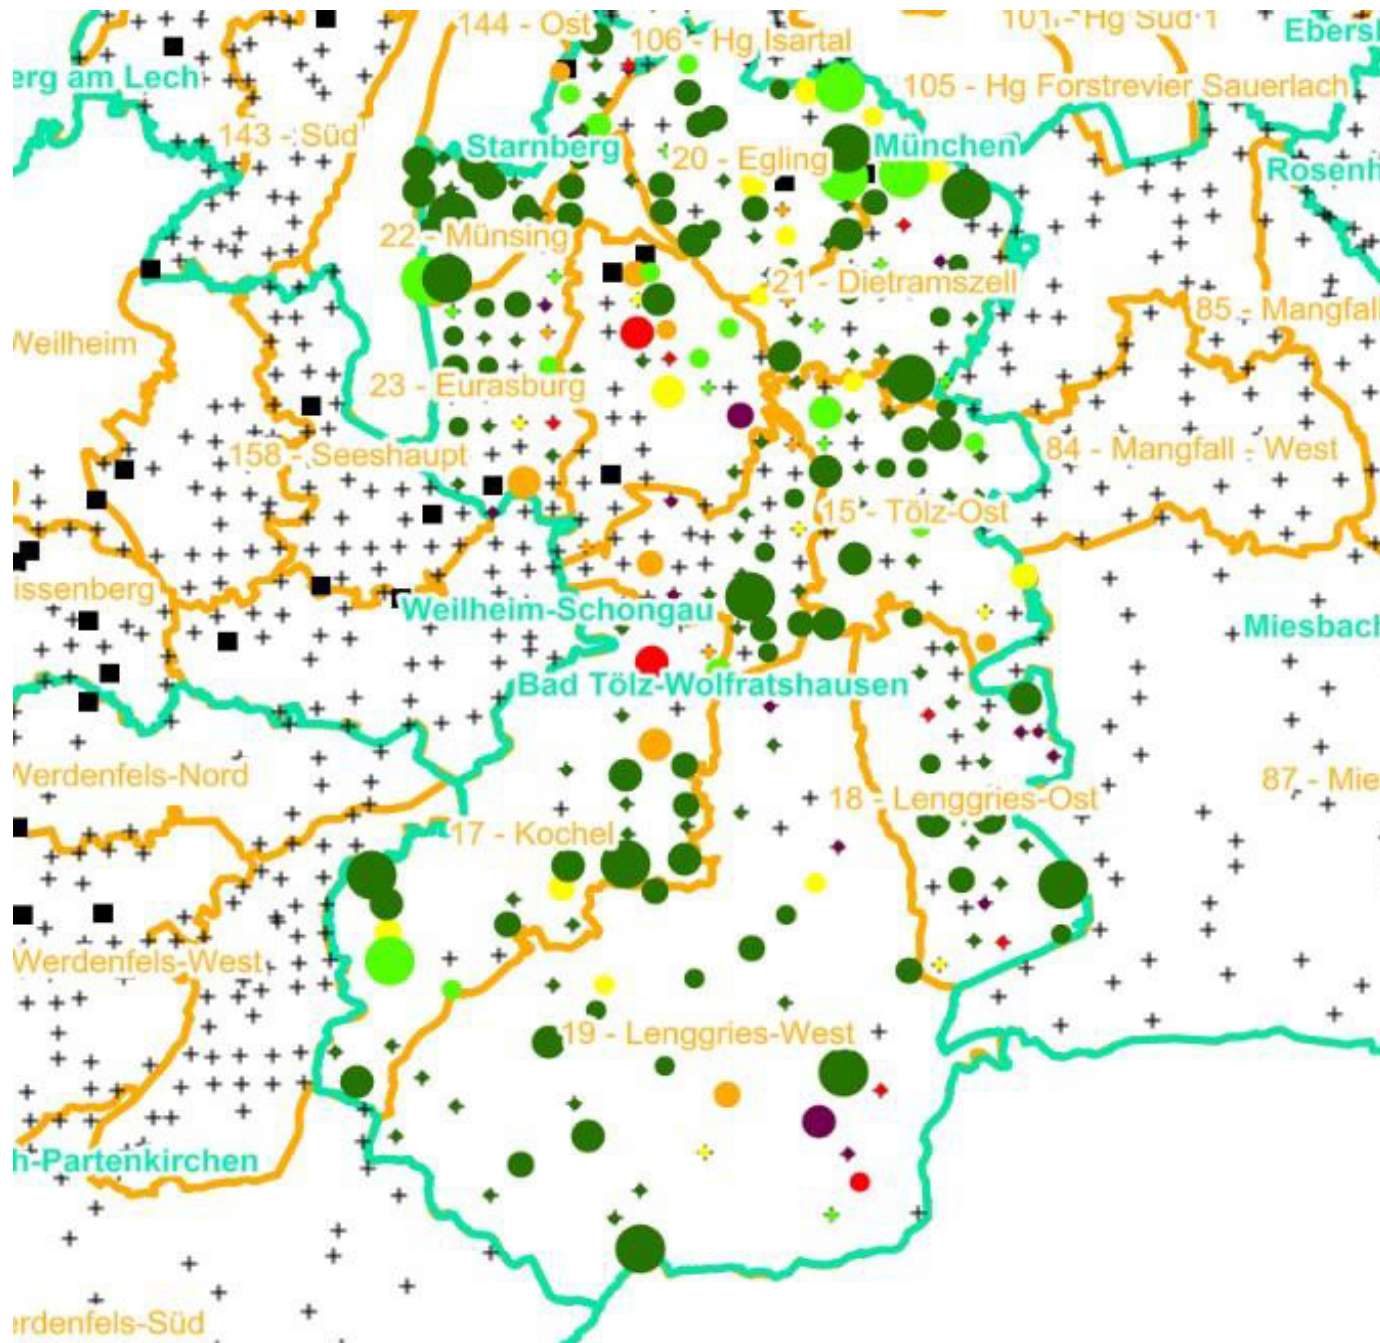 144 - Ost
101 - Hg Süd 1
106 - Hg Isartal
Ebersb
erg am Lech
105 - Hg Forstrevier Sauerlach
143 - Süd
Starnberg
München
20 - Egling
Rosenh
22 - Münsing
21 - Dietramszell
85 - Mangfall
Weilheim
23 - Eurasburg
158 - Seeshaupt
84 - Mangfall - West
15 - Tölz-Ost
issenberg
Weilheim-Schongau
Miesbach
Bad Tölz-Wolfratshausen
Werdenfels-Nord
87 - Mie
18 - Lenggries-Ost
17 - Kochel
Werdenfels-West
19 - Lenggries-West
h-Partenkirchen
erdenfels-Süd